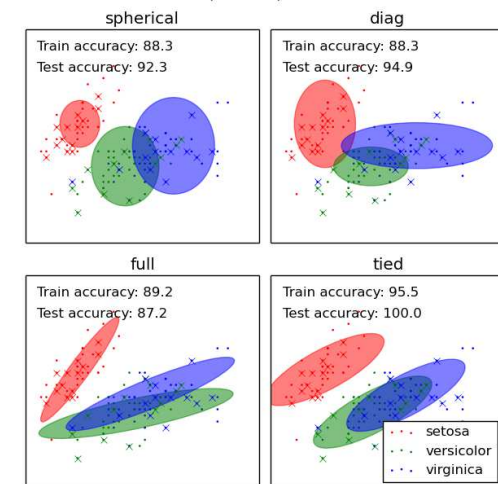 spherical
Train accuracy: 88.3
Test accuracy: 92.3
diag
Train accuracy: 88.3
Test accuracy: 94.9
full
Train accuracy: 89.2
Test accuracy: 87.2
tied
Train accuracy: 95.5
Test accuracy: 100.0
setosa
versicolor
virginica